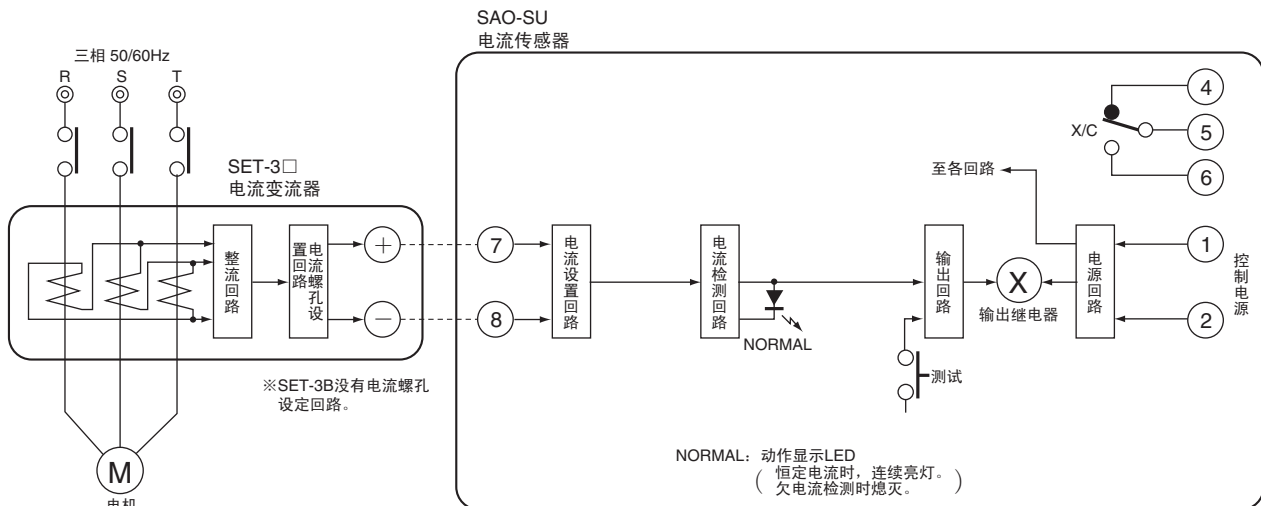 SAO-SU
电流传感器
三相 50/60Hz
R
S
T
SET-3□
电流变流器
整流回路
电流螺孔设置回路
+
−
※SET-3B没有电流螺孔
设定回路。
M
电机
7
8
电流设置回路
电流检测回路
NORMAL
输出回路
测试
X
输出继电器
至各回路
电源回路
X/C
4
5
6
1
2
控制电源
NORMAL：动作显示LED
( 恒定电流时，连续亮灯。
欠电流检测时熄灭。 )